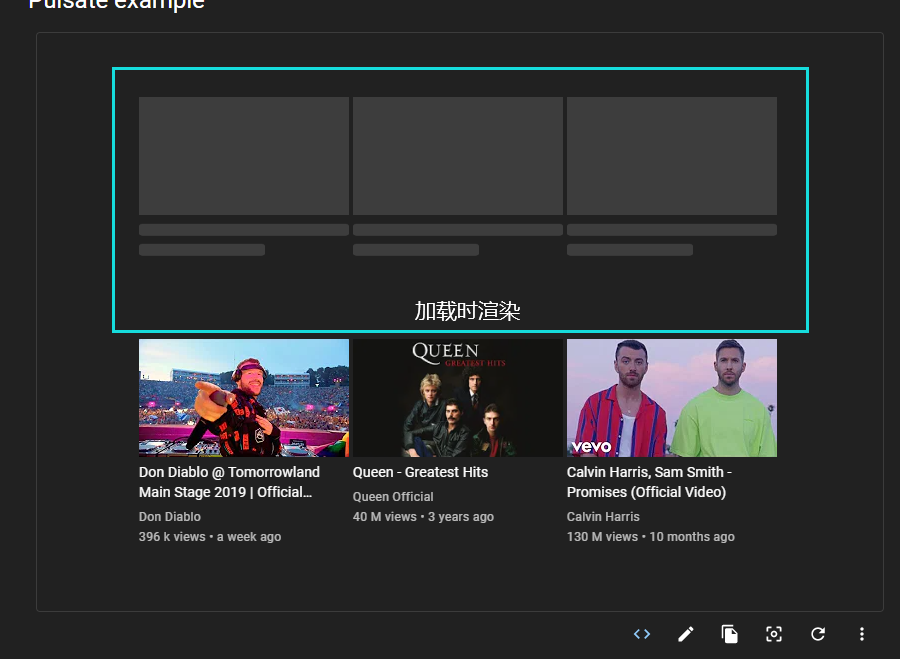 Pulsate example
加载时渲染
QUEEN
GREATEST HITS
vevo
Don Diablo @ Tomorrowland
Main Stage 2019 | Official...
Don Diablo
396 k views • a week ago
Queen - Greatest Hits
Queen Official
40 M views • 3 years ago
Calvin Harris, Sam Smith -
Promises (Official Video)
Calvin Harris
130 M views • 10 months ago